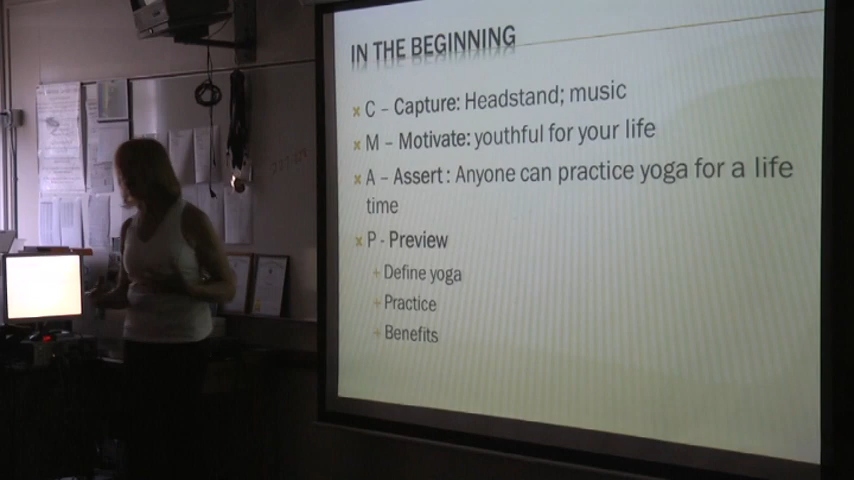 IN THE BEGINNING
x C – Capture: Headstand; music
x M – Motivate: youthful for your life
x A – Assert : Anyone can practice yoga for a life
time
x P - Preview
+ Define yoga
+ Practice
+ Benefits